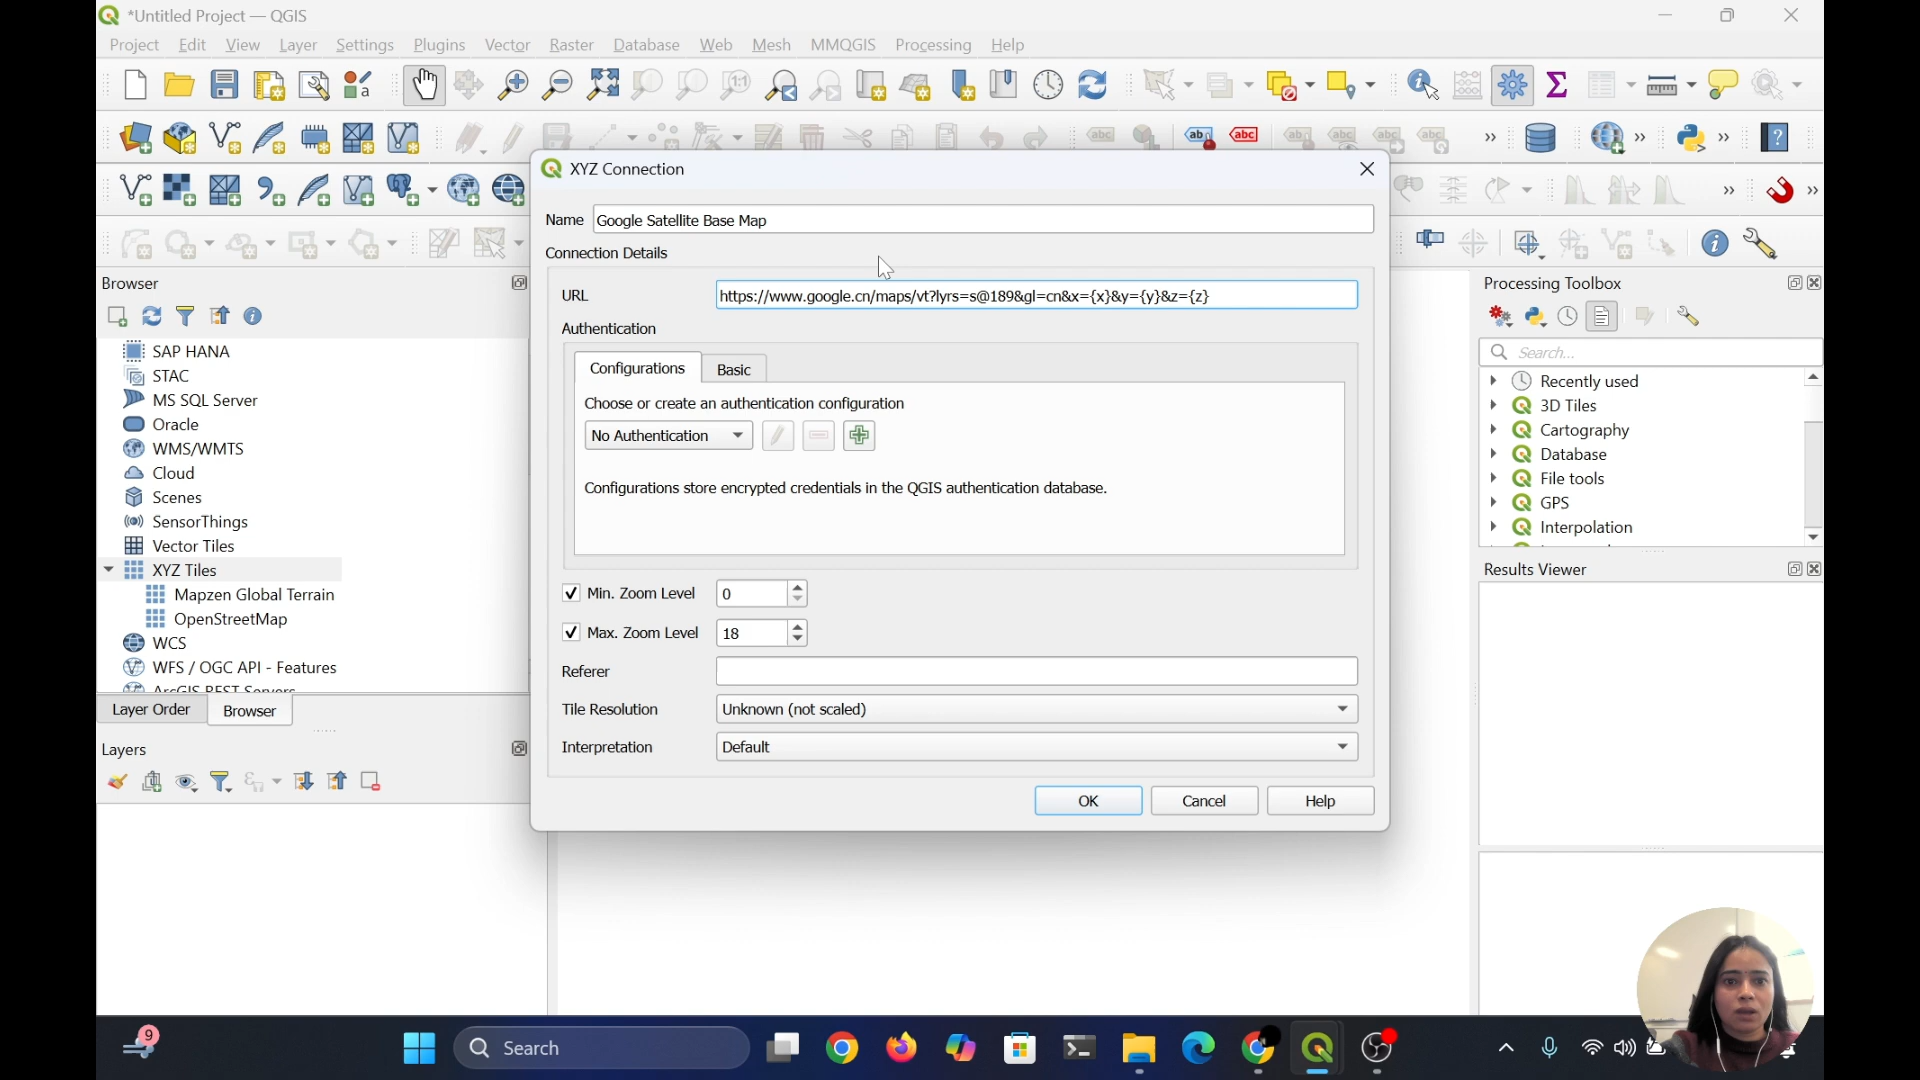 *Untitled Project — QGIS
Project Edit View Layer Settings Plugins Vector Raster Database Web Mesh MMQGIS Processing Help
XYZ Connection
Name Google Satellite Base Map
Connection Details
URL https://www.google.cn/maps/vt?lyrs=s@189&gl=cn&x={x}&y={y}&z={z}
Authentication
Configurations Basic
Choose or create an authentication configuration
No Authentication
Configurations store encrypted credentials in the QGIS authentication database.
Min. Zoom Level 0
Max. Zoom Level 18
Referer
Tile Resolution Unknown (not scaled)
Interpretation Default
OK Cancel Help
Browser
SAP HANA
STAC
MS SQL Server
Oracle
WMS/WMTS
Cloud
Scenes
SensorThings
Vector Tiles
XYZ Tiles
Mapzen Global Terrain
OpenStreetMap
WCS
WFS / OGC API - Features
ArcGIS REST Servers
Layer Order Browser
Layers
Processing Toolbox
Search...
Recently used
3D Tiles
Cartography
Database
File tools
GPS
Interpolation
Results Viewer
9
Search